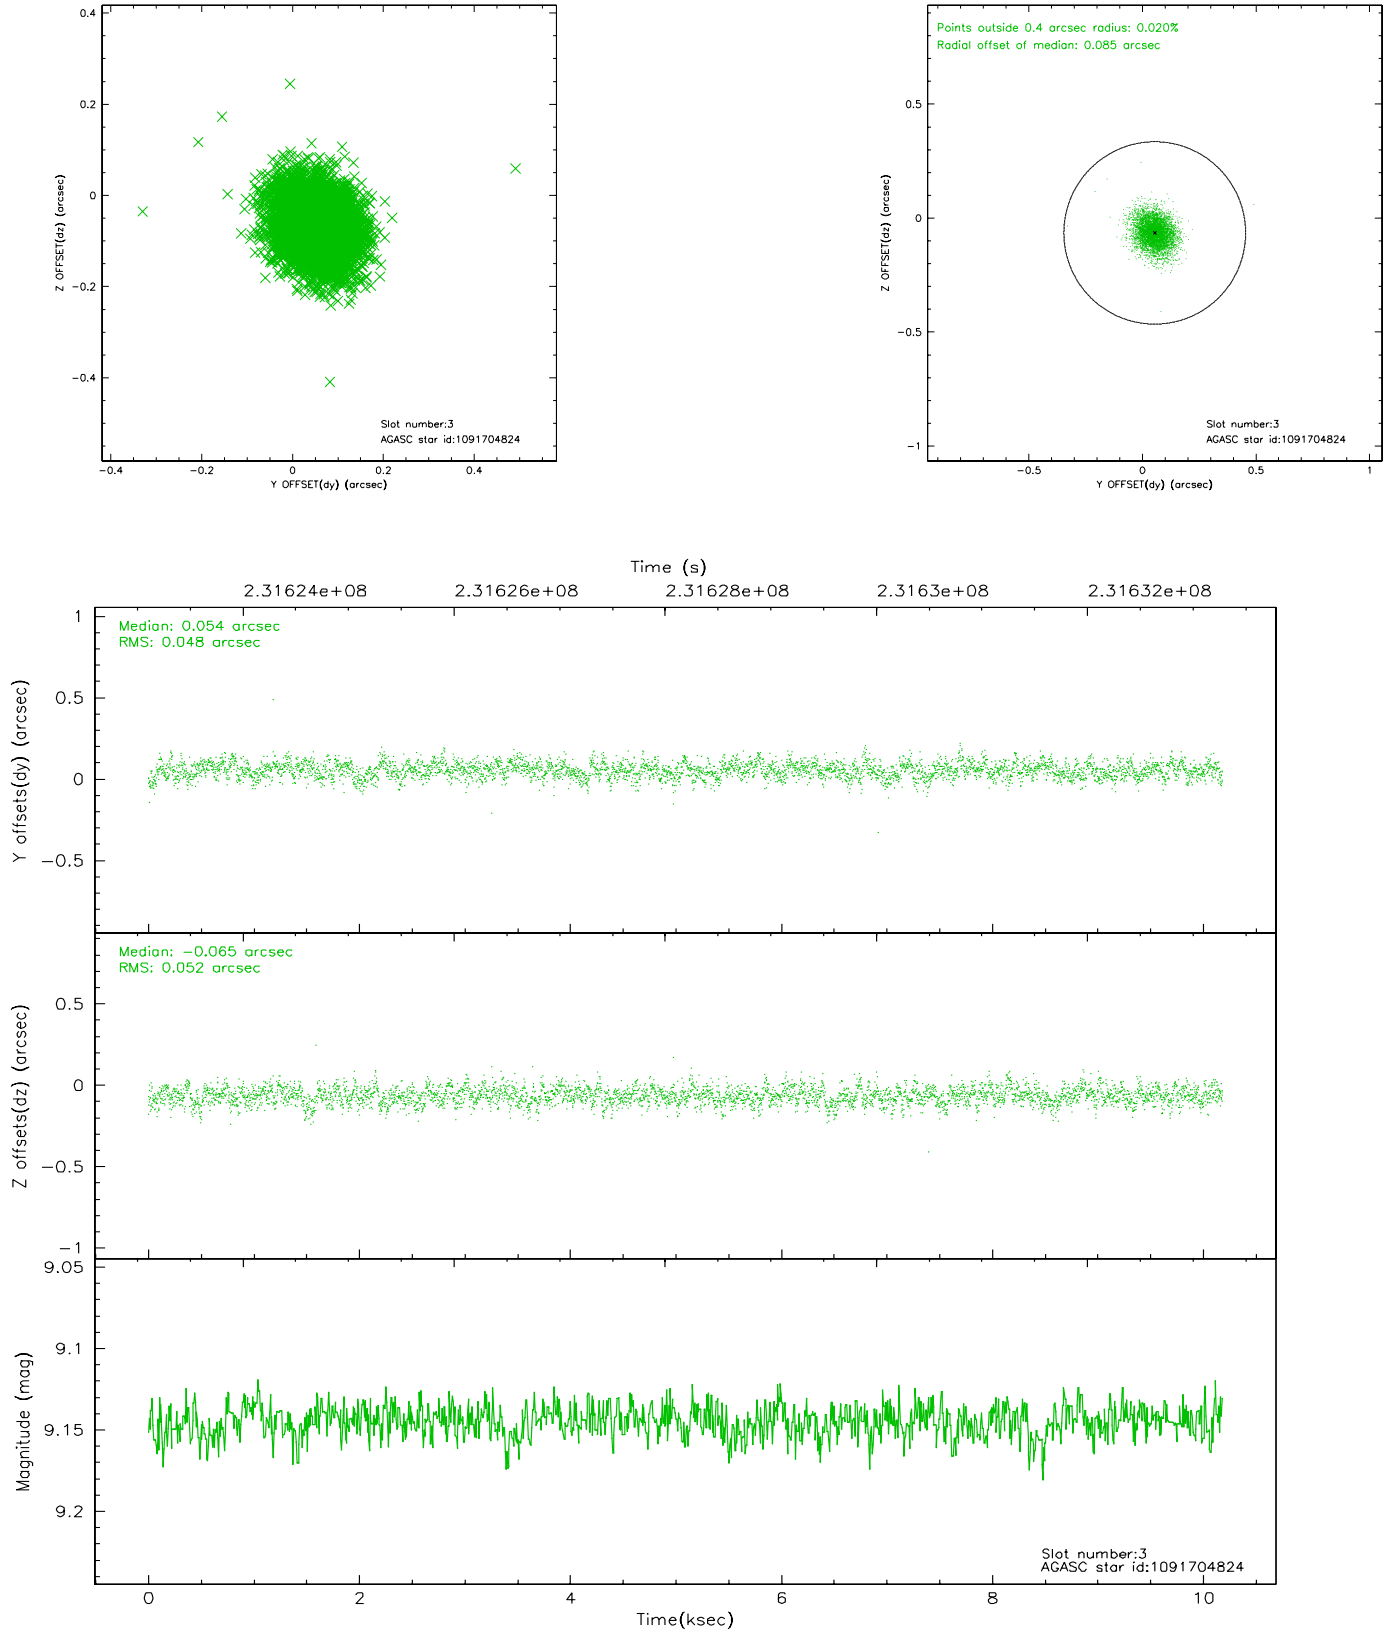 0.4
0.2
0
-0.2
-0.4
Z OFFSET(dz) (arcsec)
Slot number:3
AGASC star id:1091704824
-0.4 -0.2 0 0.2 0.4
Y OFFSET(dy) (arcsec)
Points outside 0.4 arcsec radius: 0.020%
Radial offset of median: 0.085 arcsec
0.5
0
-0.5
-1
Z OFFSET(dz) (arcsec)
Slot number:3
AGASC star id:1091704824
-0.5 0 0.5 1
Y OFFSET(dy) (arcsec)
Time (s)
2.31624e+08 2.31626e+08 2.31628e+08 2.3163e+08 2.31632e+08
Median: 0.054 arcsec
RMS: 0.048 arcsec
1
0.5
0
-0.5
Y offsets(dy) (arcsec)
Median: -0.065 arcsec
RMS: 0.052 arcsec
0.5
0
-0.5
-1
Z offsets(dz) (arcsec)
9.05
9.1
9.15
9.2
Magnitude (mag)
Slot number:3
AGASC star id:1091704824
0 2 4 6 8 10
Time(ksec)